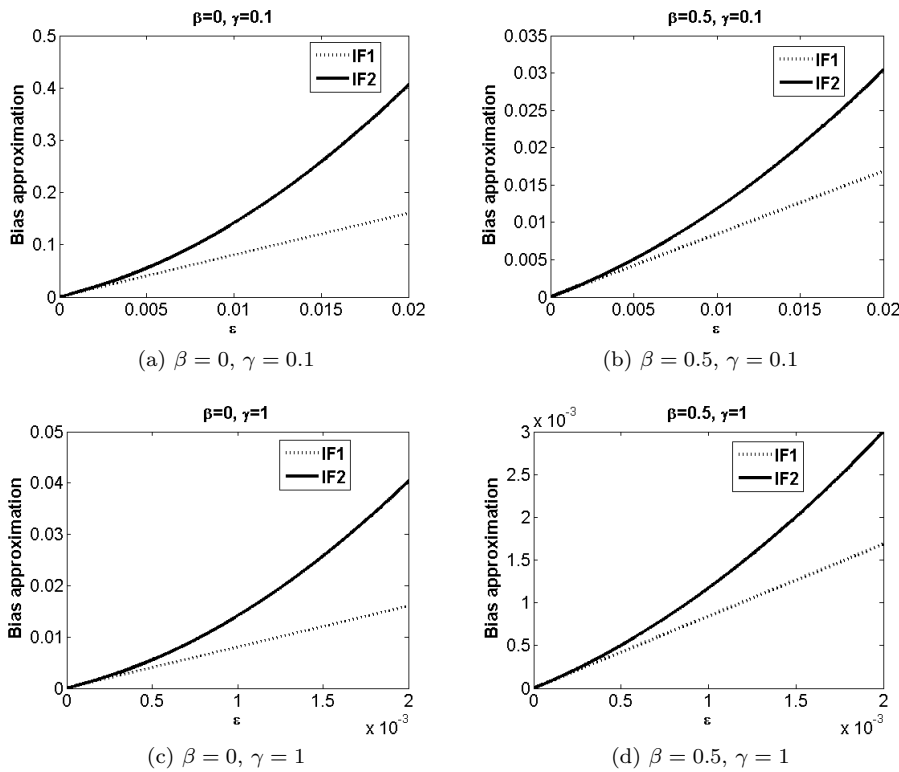 β=0, γ=0.1
0.5
0.4
0.3
0.2
0.1
0
Bias approximation
IF1
IF2
0 0.005 0.01 0.015 0.02
ε
(a) β = 0, γ = 0.1
β=0.5, γ=0.1
0.035
0.03
0.025
0.02
0.015
0.01
0.005
0
Bias approximation
IF1
IF2
0 0.005 0.01 0.015 0.02
ε
(b) β = 0.5, γ = 0.1
β=0, γ=1
0.05
0.04
0.03
0.02
0.01
0
Bias approximation
IF1
IF2
0 0.5 1 1.5 2
ε
x 10⁻³
(c) β = 0, γ = 1
x 10⁻³
β=0.5, γ=1
3
2.5
2
1.5
1
0.5
0
Bias approximation
IF1
IF2
0 0.5 1 1.5 2
ε
x 10⁻³
(d) β = 0.5, γ = 1